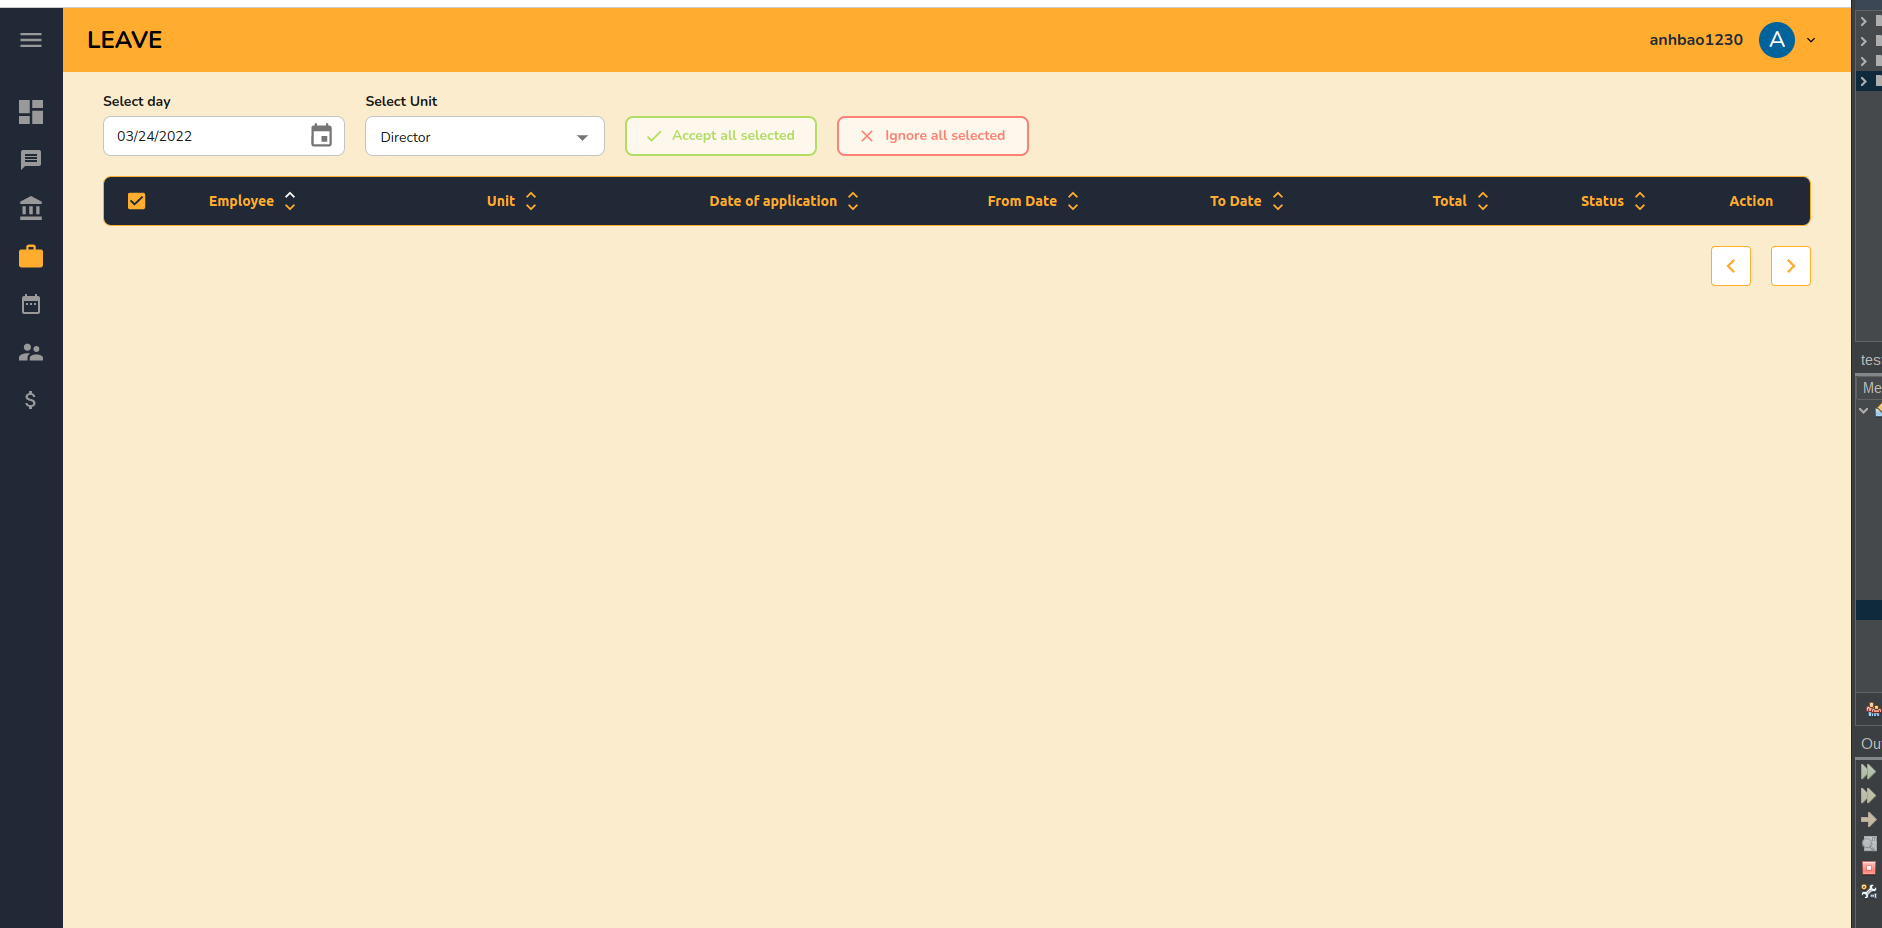 LEAVE
anhbao1230
A
Select day
Select Unit
03/24/2022
Director
Accept all selected
Ignore all selected
Employee Unit Date of application From Date To Date Total Status Action
tes
Me
Ou